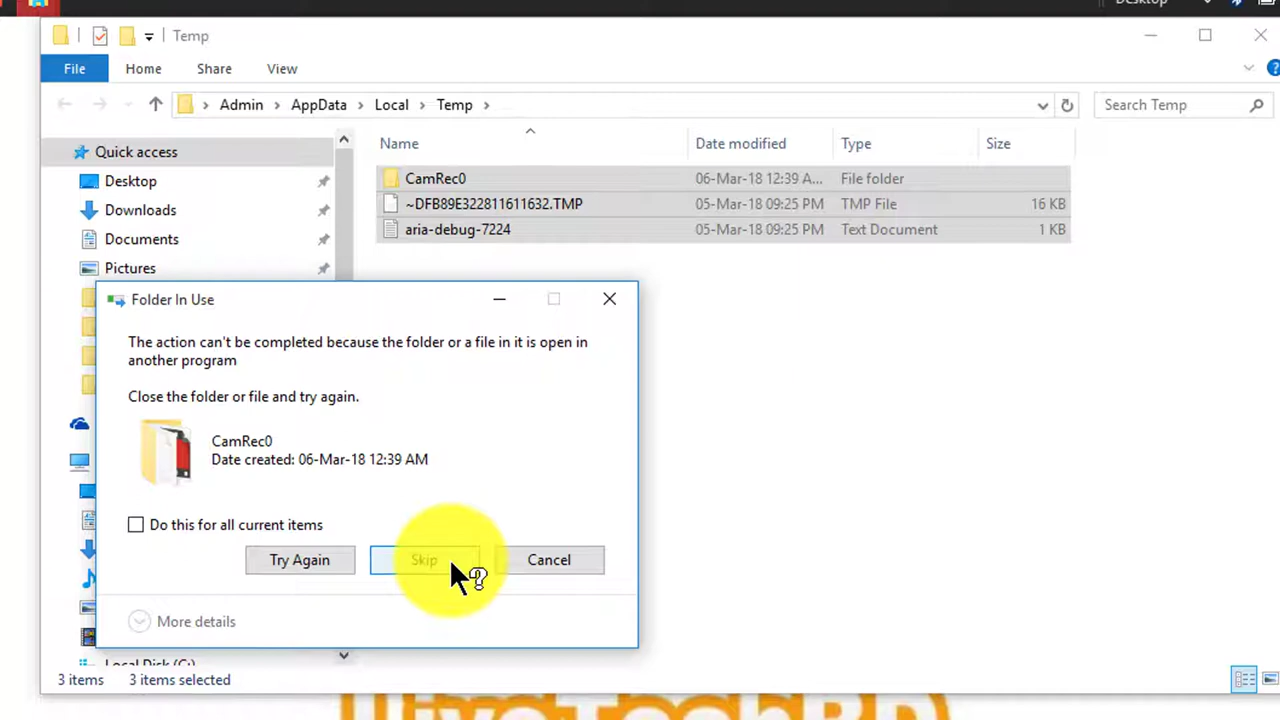 Desktop
Temp
File Home Share View
Admin AppData Local Temp Search Temp
Name Date modified Type Size
Quick access
Desktop
Downloads
Documents
Pictures
CamRec0 06-Mar-18 12:39 A... File folder
~DFB89E322811611632.TMP 05-Mar-18 09:25 PM TMP File 16 KB
aria-debug-7224 05-Mar-18 09:25 PM Text Document 1 KB
Folder In Use
The action can't be completed because the folder or a file in it is open in
another program
Close the folder or file and try again.
CamRec0
Date created: 06-Mar-18 12:39 AM
Do this for all current items
Try Again Skip Cancel
More details
Local Disk (C:)
3 items 3 items selected